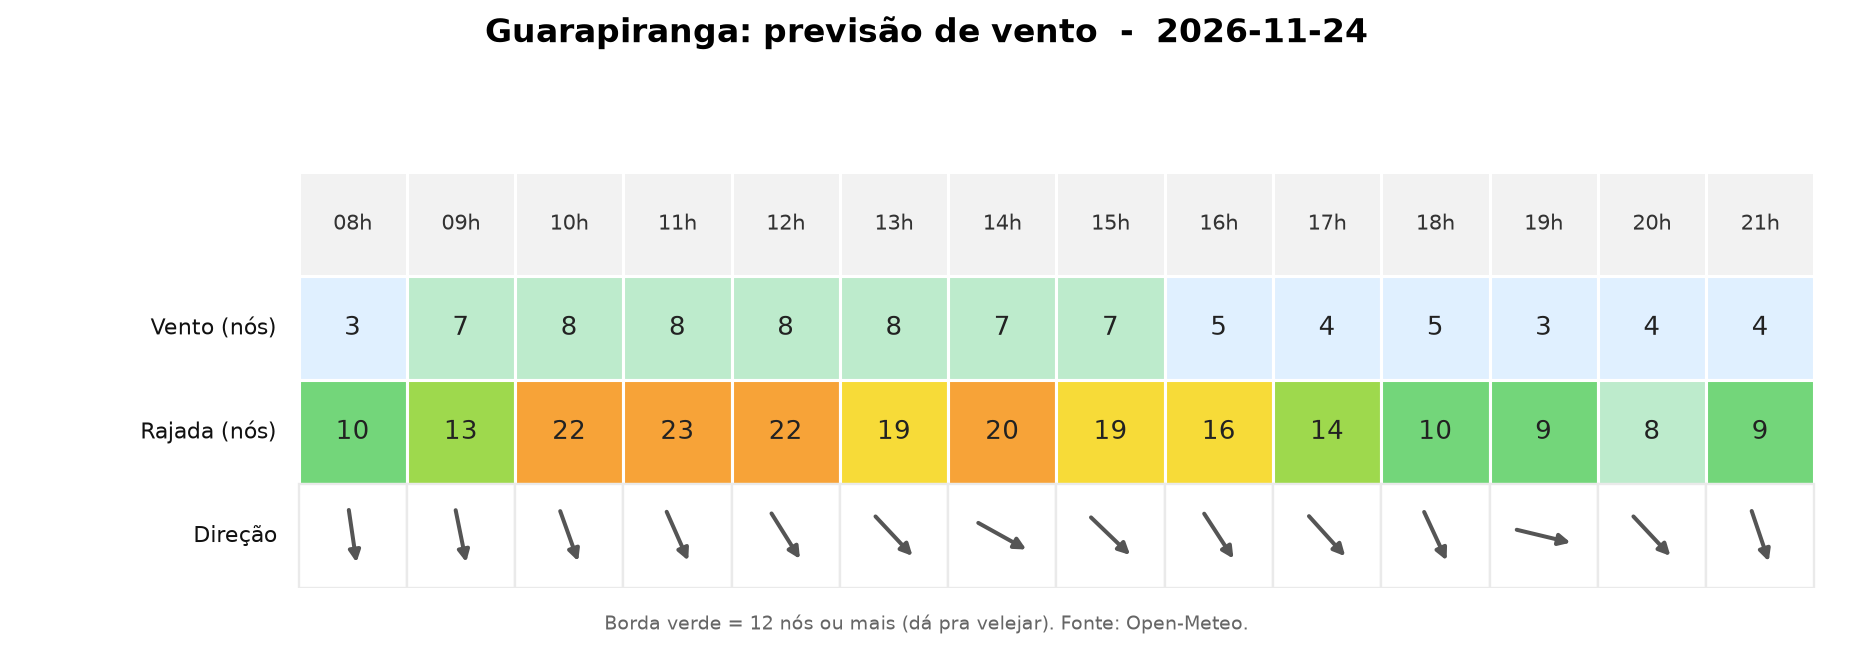 Guarapiranga: previsão de vento - 2026-11-24
08h 09h 10h 11h 12h 13h 14h 15h 16h 17h 18h 19h 20h 21h
Vento (nós) 3 7 8 8 8 8 7 7 5 4 5 3 4 4
Rajada (nós) 10 13 22 23 22 19 20 19 16 14 10 9 8 9
Direção
Borda verde = 12 nós ou mais (dá pra velejar). Fonte: Open-Meteo.